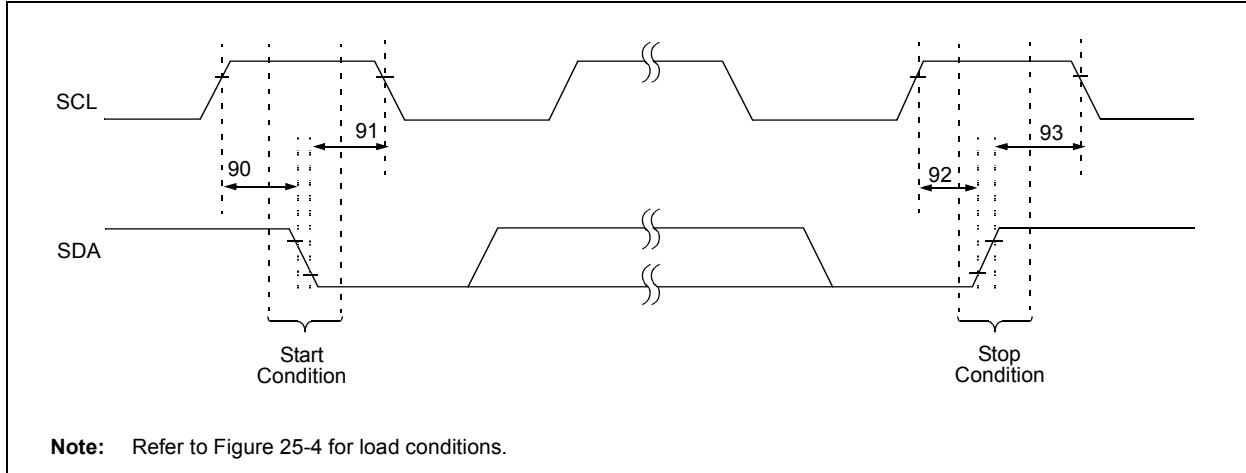 SCL
91
93
90
92
SDA
Start
Condition
Stop
Condition
Note: Refer to Figure 25-4 for load conditions.